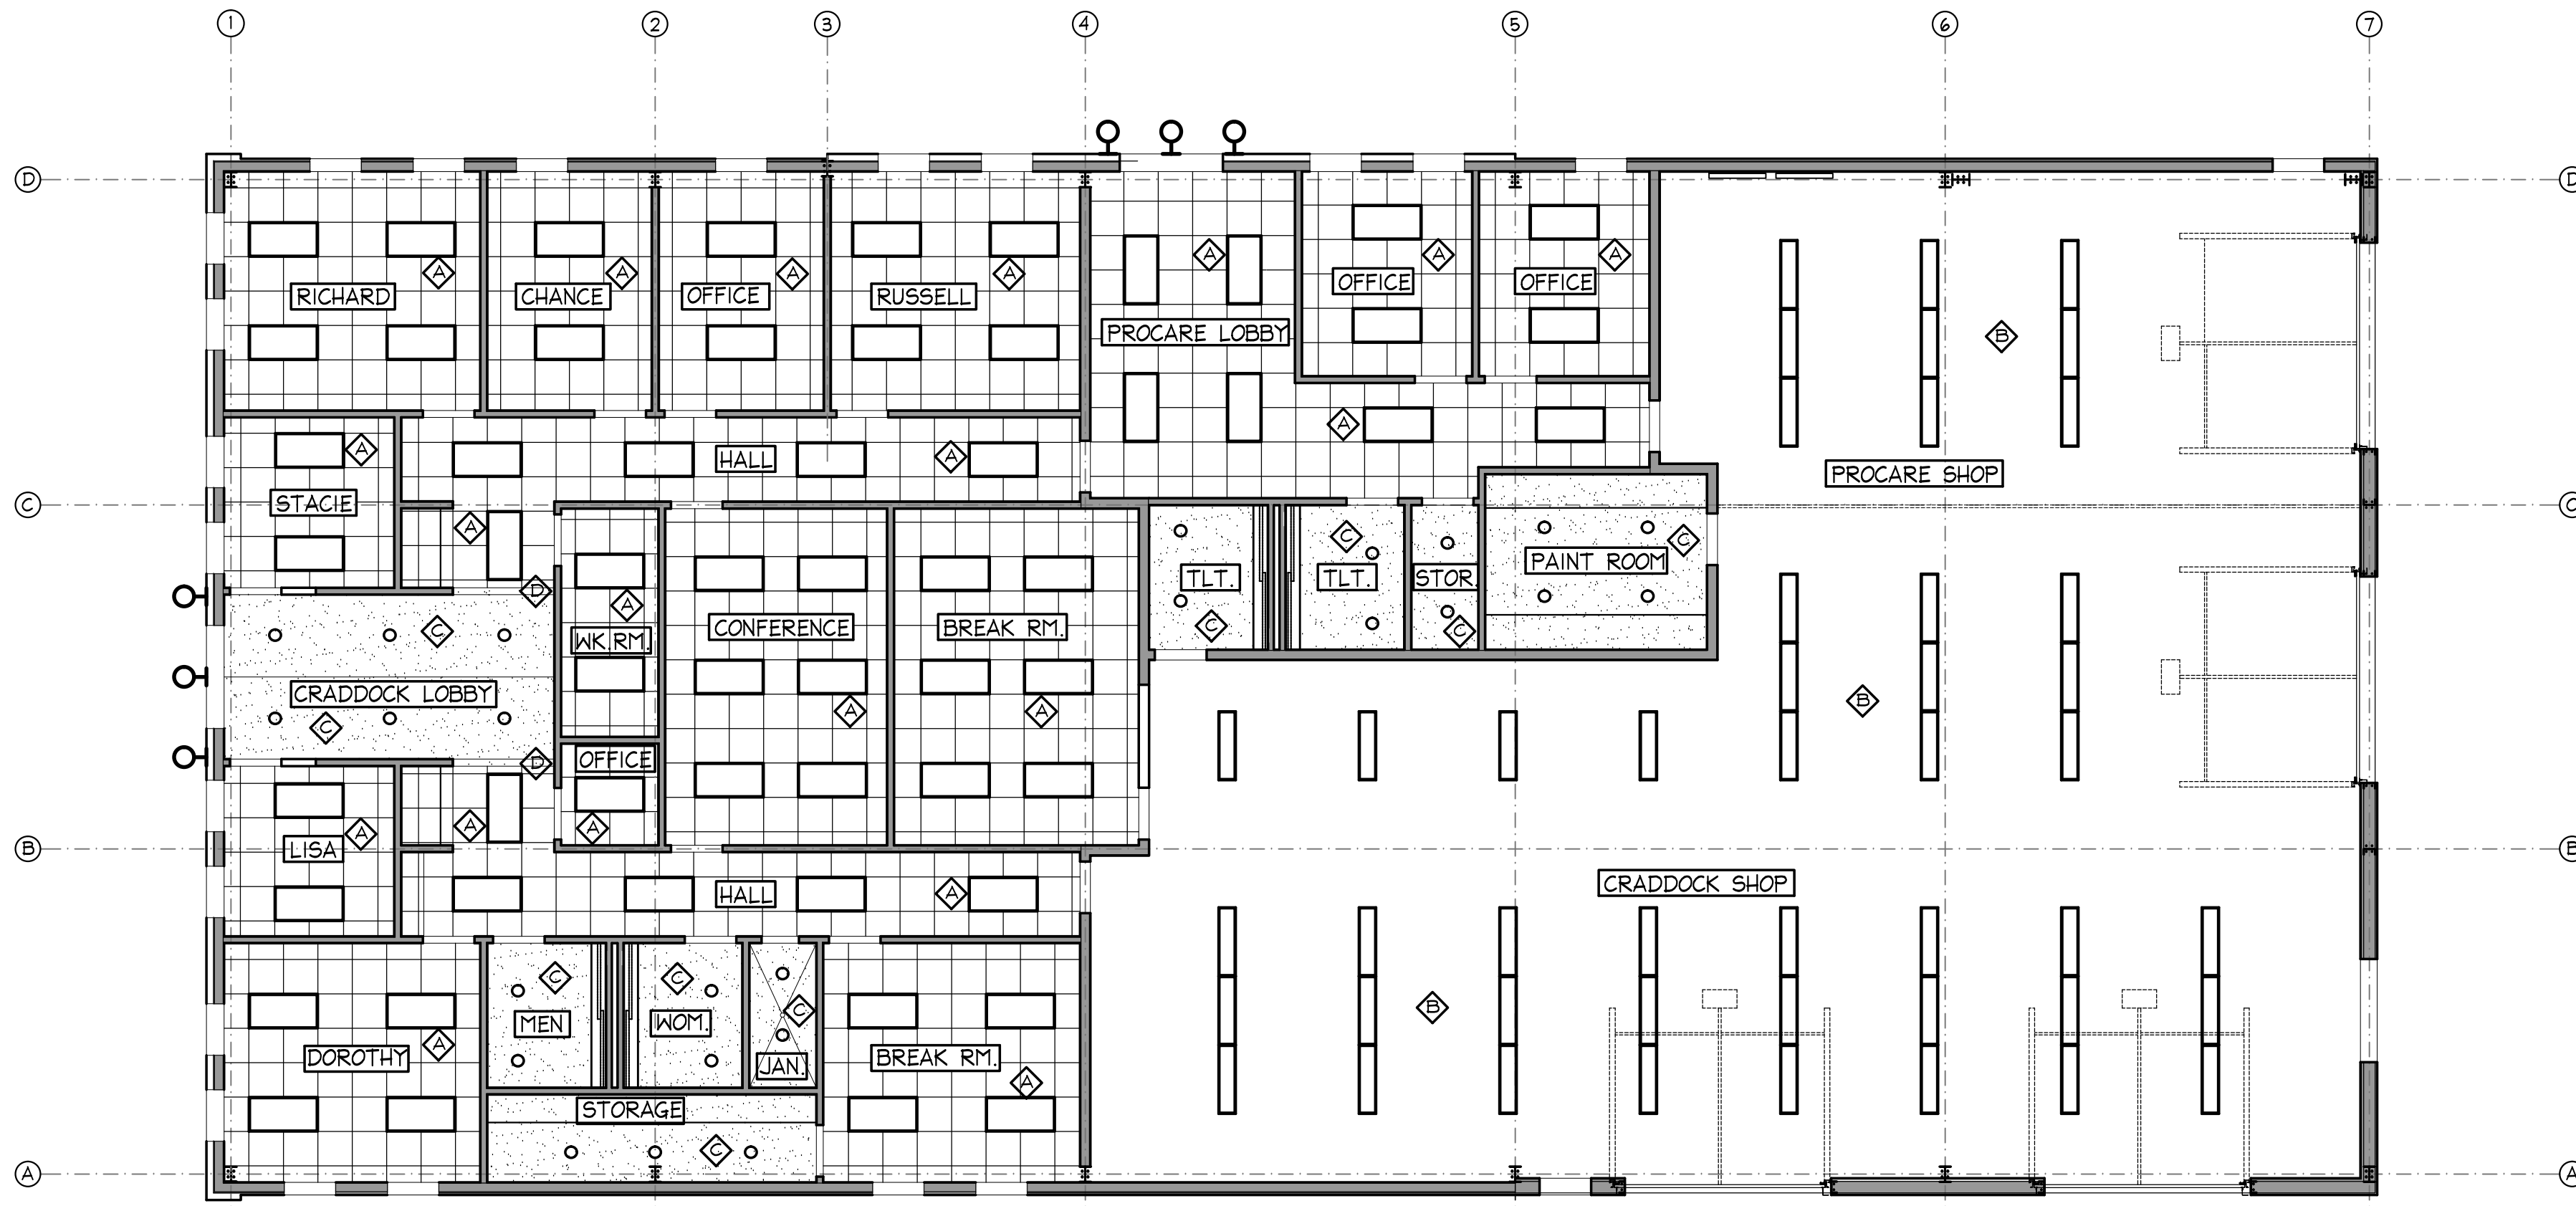 1 2 3 4 5 6 7
D D
A A A A A A A
RICHARD CHANCE OFFICE RUSSELL PROCARE LOBBY OFFICE OFFICE
B
A
A HALL A
PROCARE SHOP
STACIE
C C
A C C
TLT. TLT. STOR. PAINT ROOM
D A C C
C CONFERENCE BREAK RM.
WK.RM.
CRADDOCK LOBBY B
C A A
D OFFICE
A A A
LISA
B B
CRADDOCK SHOP
HALL A
C C
C B
MEN WOM.
DOROTHY A JAN. BREAK RM.
A
STORAGE
C
A A